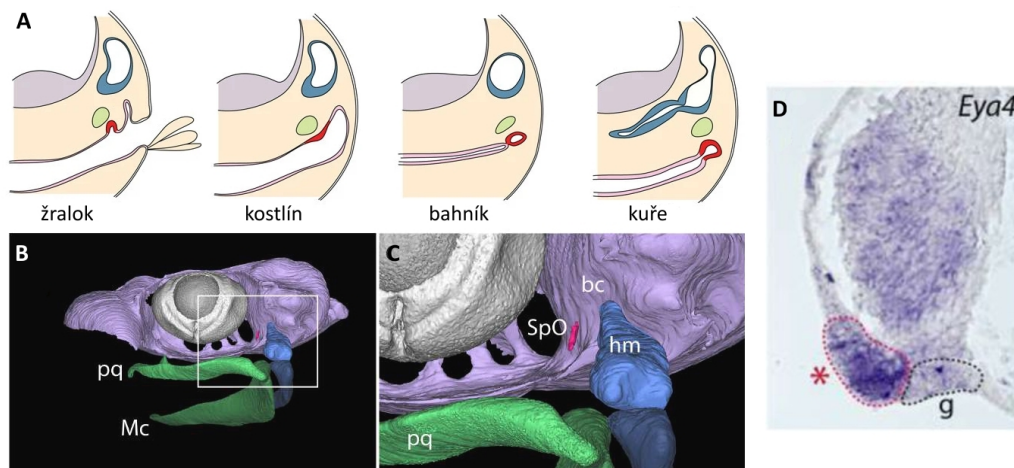 A
žralok
kostlín
bahník
kuře
B
pq
Mc
C
bc
SpO
hm
pq
D
Eya4
*
g